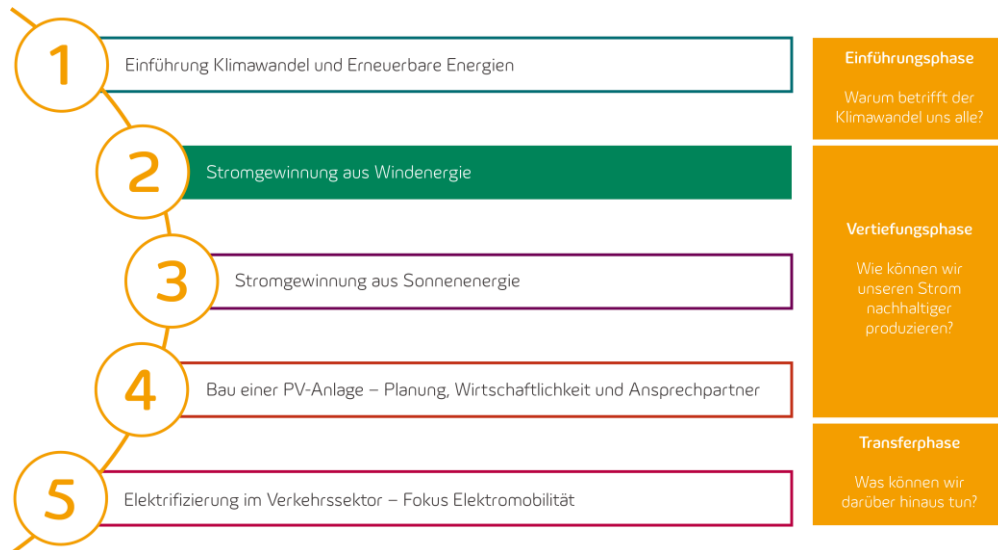 1
Einführung Klimawandel und Erneuerbare Energien
Einführungsphase
Warum betrifft der
Klimawandel uns alle?
2
Stromgewinnung aus Windenergie
3
Stromgewinnung aus Sonnenenergie
Vertiefungsphase
Wie können wir
unseren Strom
nachhaltiger
produzieren?
4
Bau einer PV-Anlage – Planung, Wirtschaftlichkeit und Ansprechpartner
5
Elektrifizierung im Verkehrssektor – Fokus Elektromobilität
Transferphase
Was können wir
darüber hinaus tun?